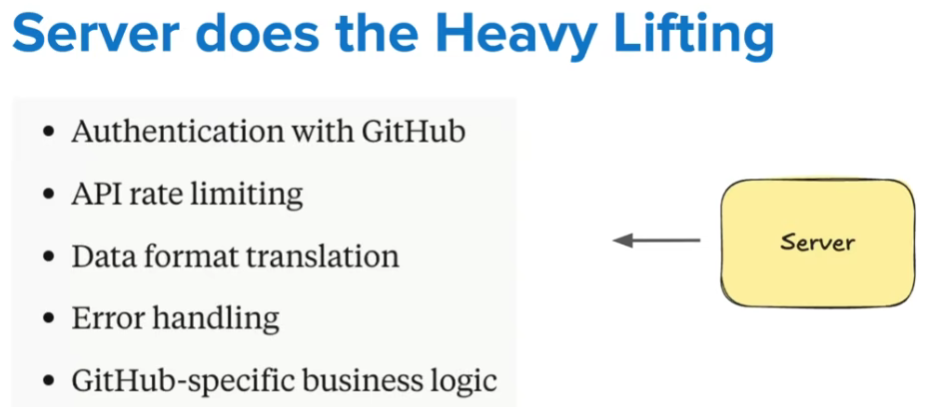 Server does the Heavy Lifting
• Authentication with GitHub
• API rate limiting
• Data format translation
• Error handling
• GitHub-specific business logic
Server